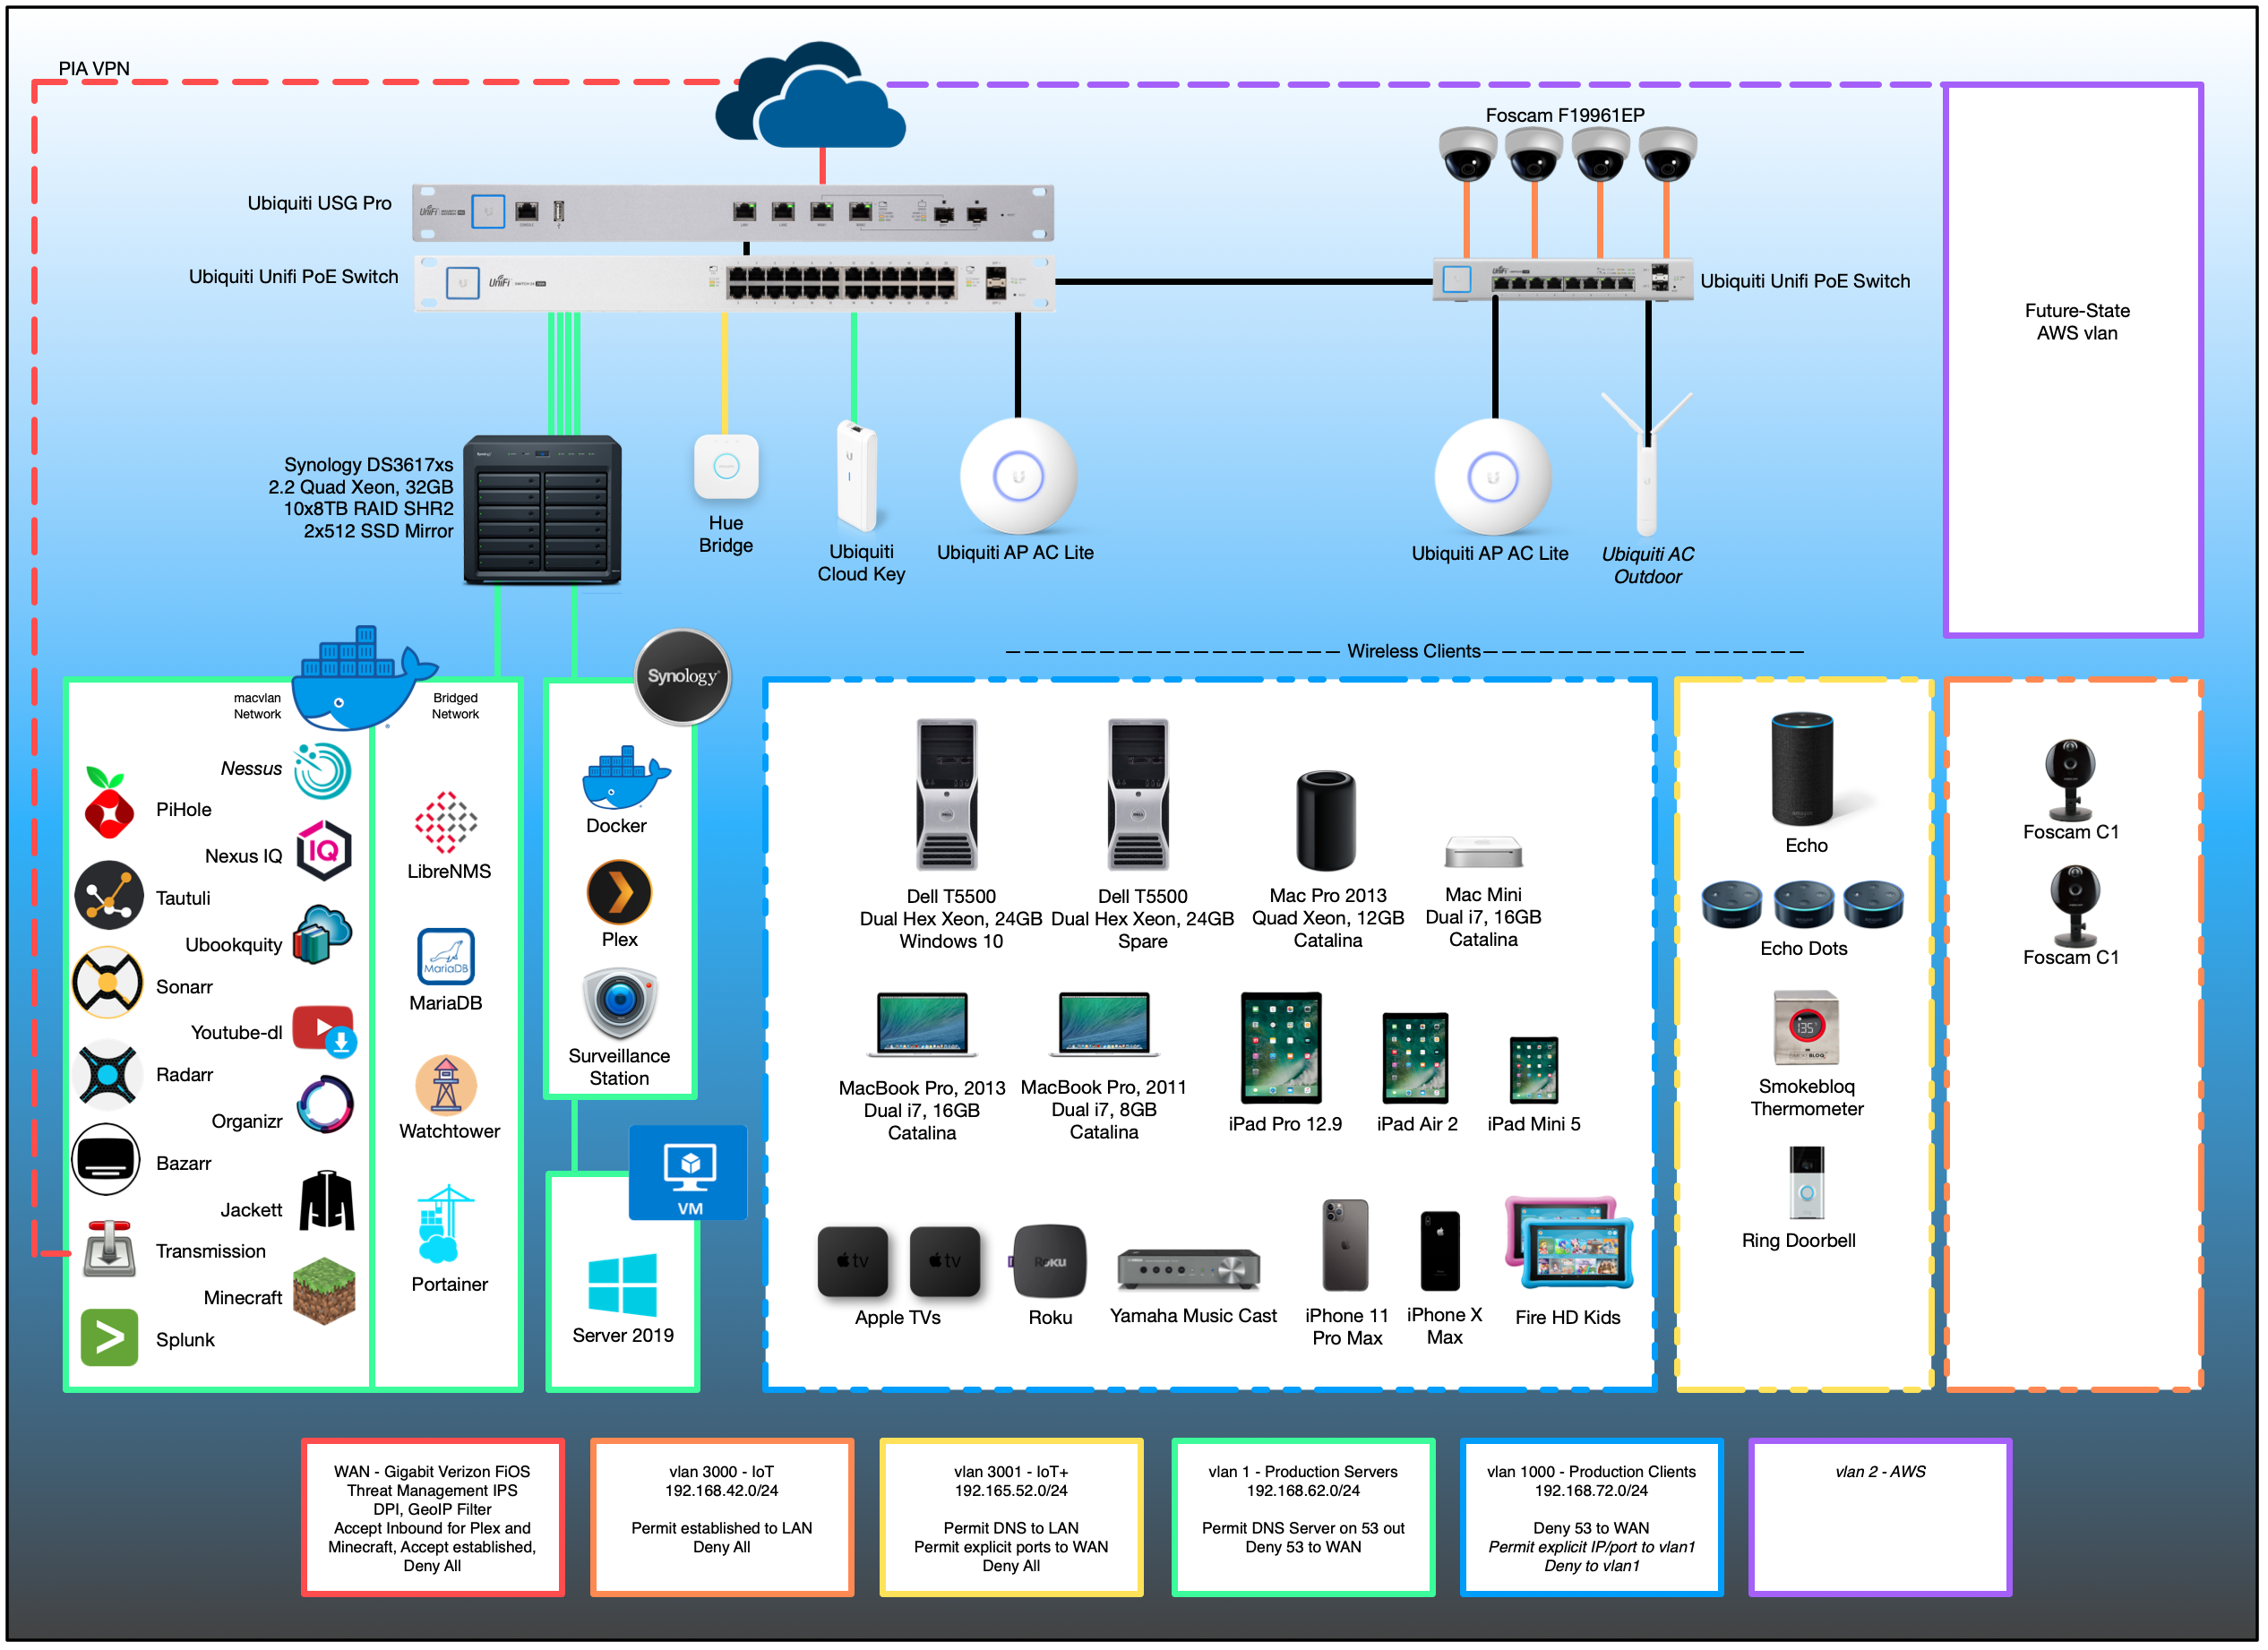 PIA VPN
Foscam F19961EP
Ubiquiti USG Pro
Ubiquiti Unifi PoE Switch
UniFi
Ubiquiti Unifi PoE Switch
Future-State
AWS vlan
Synology DS3617xs
2.2 Quad Xeon, 32GB
10x8TB RAID SHR2
2x512 SSD Mirror
Hue
Bridge
Ubiquiti
Cloud Key
Ubiquiti AP AC Lite
Ubiquiti AP AC Lite
Ubiquiti AC
Outdoor
Wireless Clients
macvlan
Network
Bridged
Network
Synology
Nessus
PiHole
Nexus IQ
IQ
Tautuli
Ubookquity
Sonarr
Youtube-dl
Radarr
Organizr
Bazarr
Jackett
Transmission
Minecraft
Splunk
LibreNMS
MariaDB
MariaDB
Watchtower
Portainer
Docker
Plex
Surveillance
Station
VM
Server 2019
Dell T5500
Dual Hex Xeon, 24GB
Windows 10
Dell T5500
Dual Hex Xeon, 24GB
Spare
Mac Pro 2013
Quad Xeon, 12GB
Catalina
Mac Mini
Dual i7, 16GB
Catalina
MacBook Pro, 2013
Dual i7, 16GB
Catalina
MacBook Pro, 2011
Dual i7, 8GB
Catalina
iPad Pro 12.9
iPad Air 2
iPad Mini 5
tv
tv
Apple TVs
Roku
Roku
Yamaha Music Cast
iPhone 11
Pro Max
iPhone X
Max
Fire HD Kids
Echo
Echo Dots
135°
Smokebloq
Thermometer
Ring Doorbell
Foscam C1
Foscam C1
WAN - Gigabit Verizon FiOS
Threat Management IPS
DPI, GeoIP Filter
Accept Inbound for Plex and
Minecraft, Accept established,
Deny All
vlan 3000 - IoT
192.168.42.0/24
Permit established to LAN
Deny All
vlan 3001 - IoT+
192.165.52.0/24
Permit DNS to LAN
Permit explicit ports to WAN
Deny All
vlan 1 - Production Servers
192.168.62.0/24
Permit DNS Server on 53 out
Deny 53 to WAN
vlan 1000 - Production Clients
192.168.72.0/24
Deny 53 to WAN
Permit explicit IP/port to vlan1
Deny to vlan1
vlan 2 - AWS